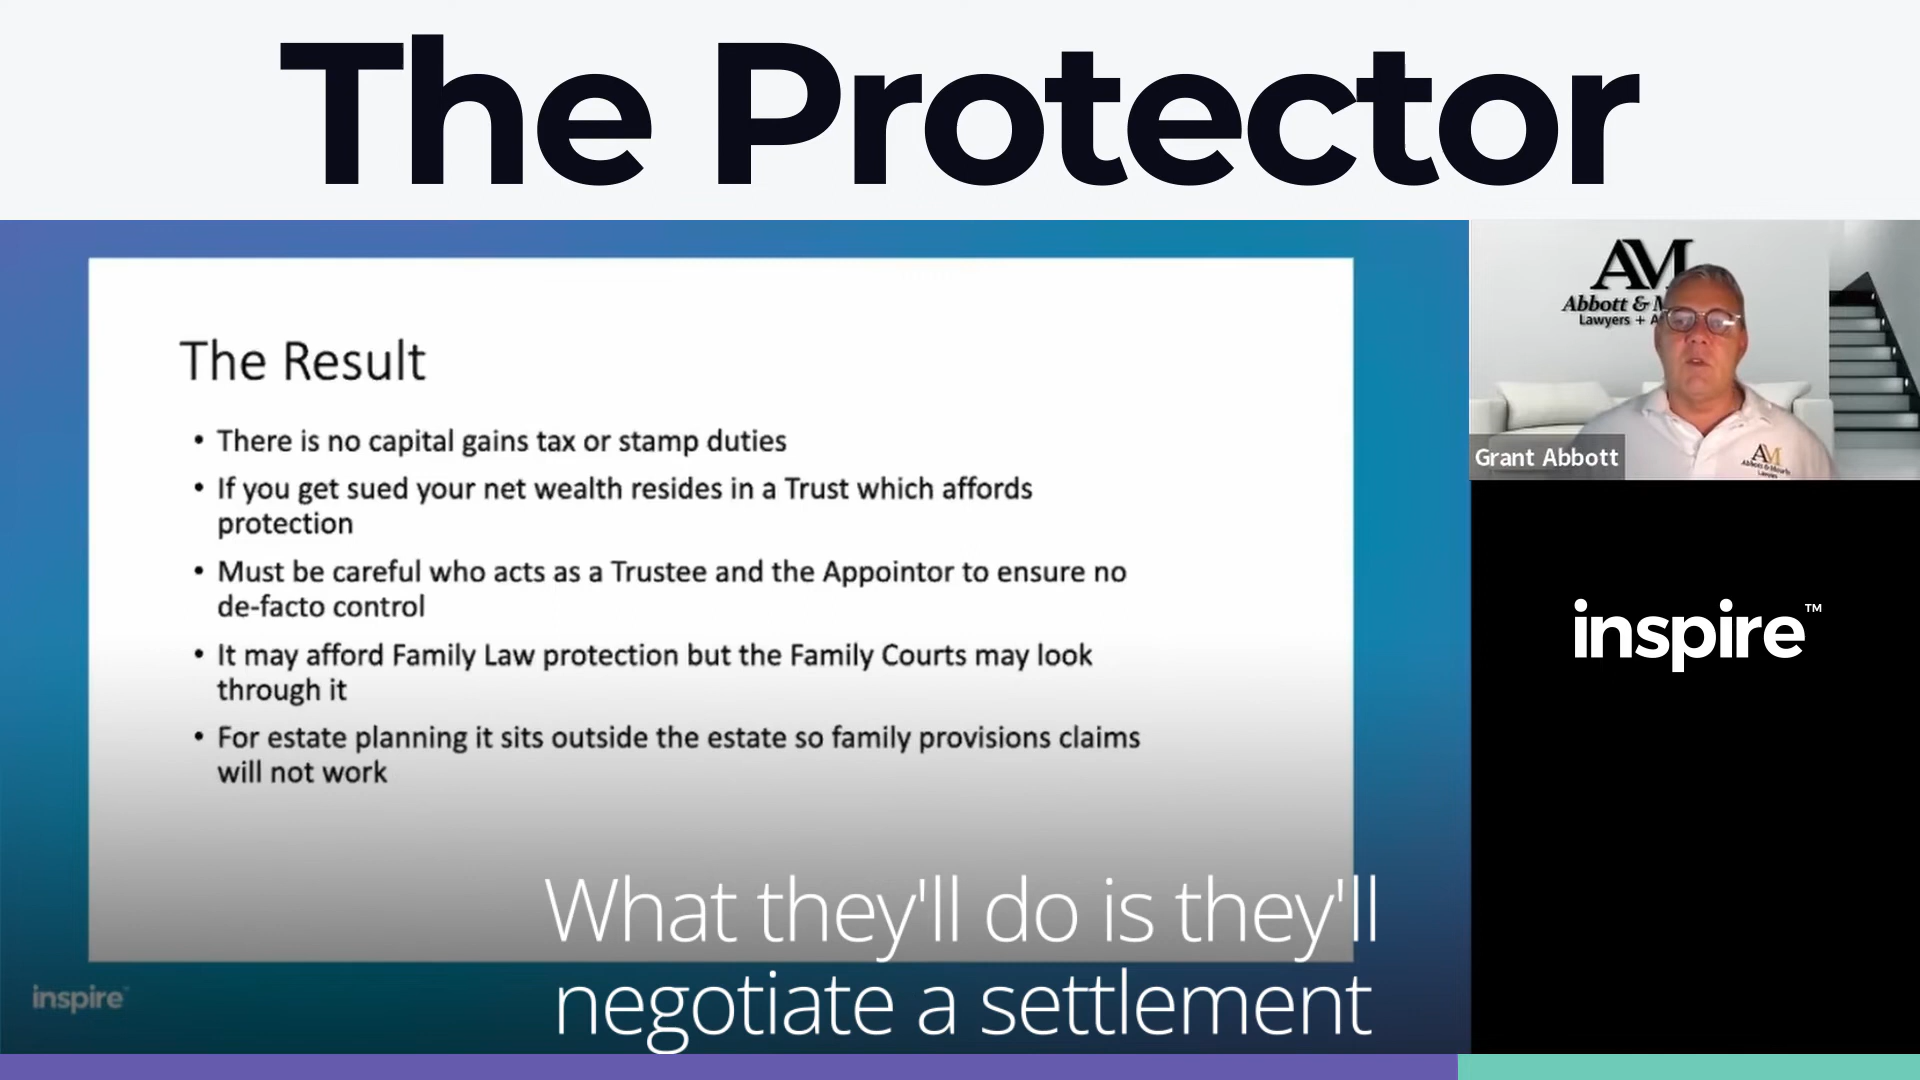 The Protector
The Result
• There is no capital gains tax or stamp duties
• If you get sued your net wealth resides in a Trust which affords
protection
• Must be careful who acts as a Trustee and the Appointor to ensure no
de-facto control
• It may afford Family Law protection but the Family Courts may look
through it
• For estate planning it sits outside the estate so family provisions claims
will not work
AM
Abbott &
Lawyers +
AM
Abbott & Mourly
Lawyers
Grant Abbott
inspire™
What they'll do is they'll
negotiate a settlement
inspire